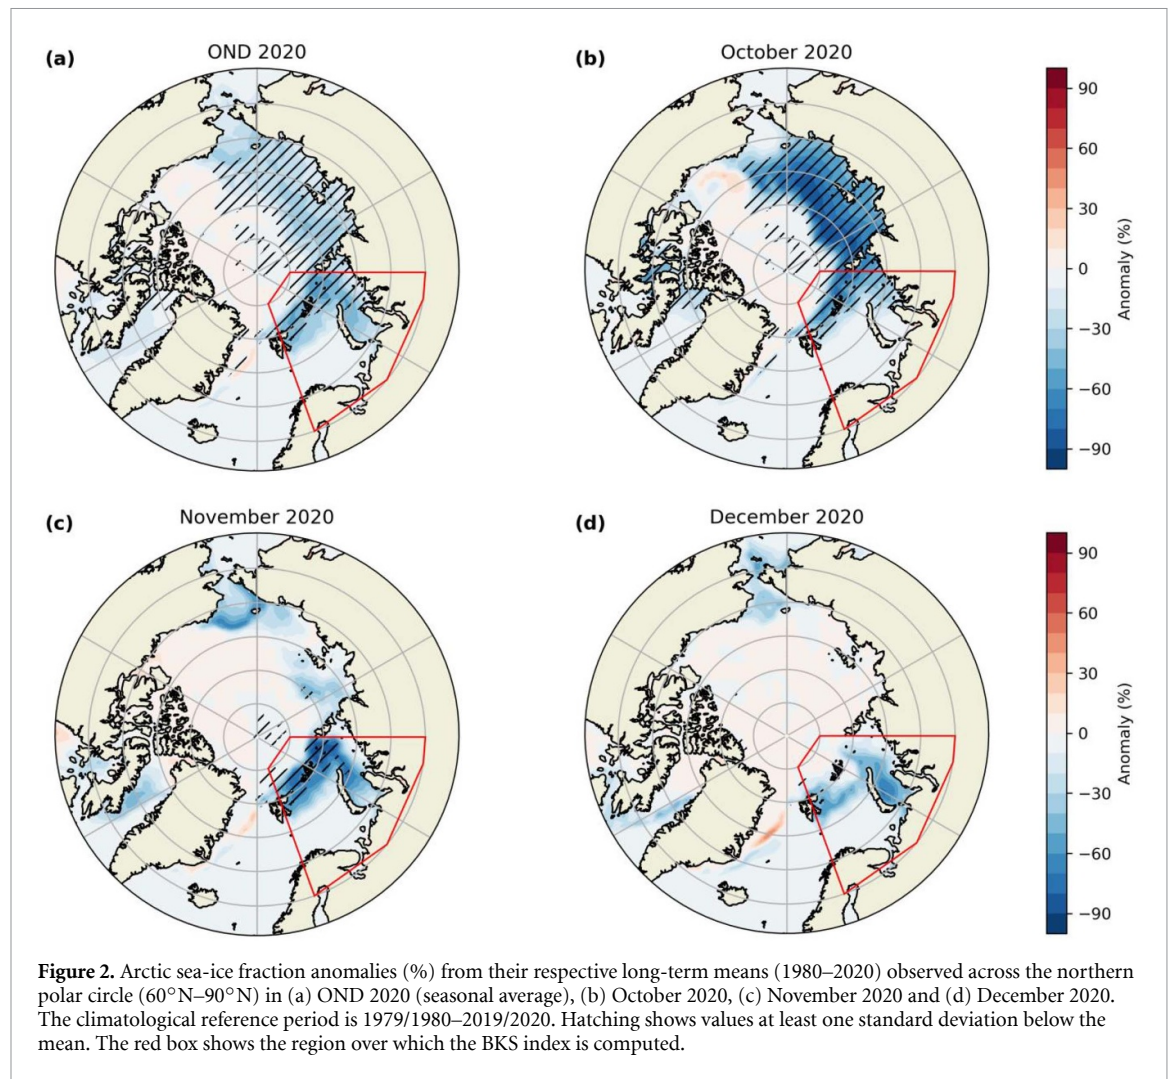 (a)
OND 2020
(b)
October 2020
90
60
30
0
−30
−60
−90
Anomaly (%)
(c)
November 2020
(d)
December 2020
90
60
30
0
−30
−60
−90
Anomaly (%)
Figure 2. Arctic sea-ice fraction anomalies (%) from their respective long-term means (1980–2020) observed across the northern
polar circle (60°N–90°N) in (a) OND 2020 (seasonal average), (b) October 2020, (c) November 2020 and (d) December 2020.
The climatological reference period is 1979/1980–2019/2020. Hatching shows values at least one standard deviation below the
mean. The red box shows the region over which the BKS index is computed.